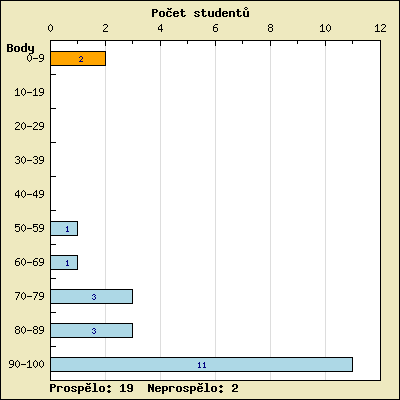 Počet studentů
0 2 4 6 8 10 12
Body
0-9 2
10-19
20-29
30-39
40-49
50-59 1
60-69 1
70-79 3
80-89 3
90-100 11
Prospělo: 19 Neprospělo: 2